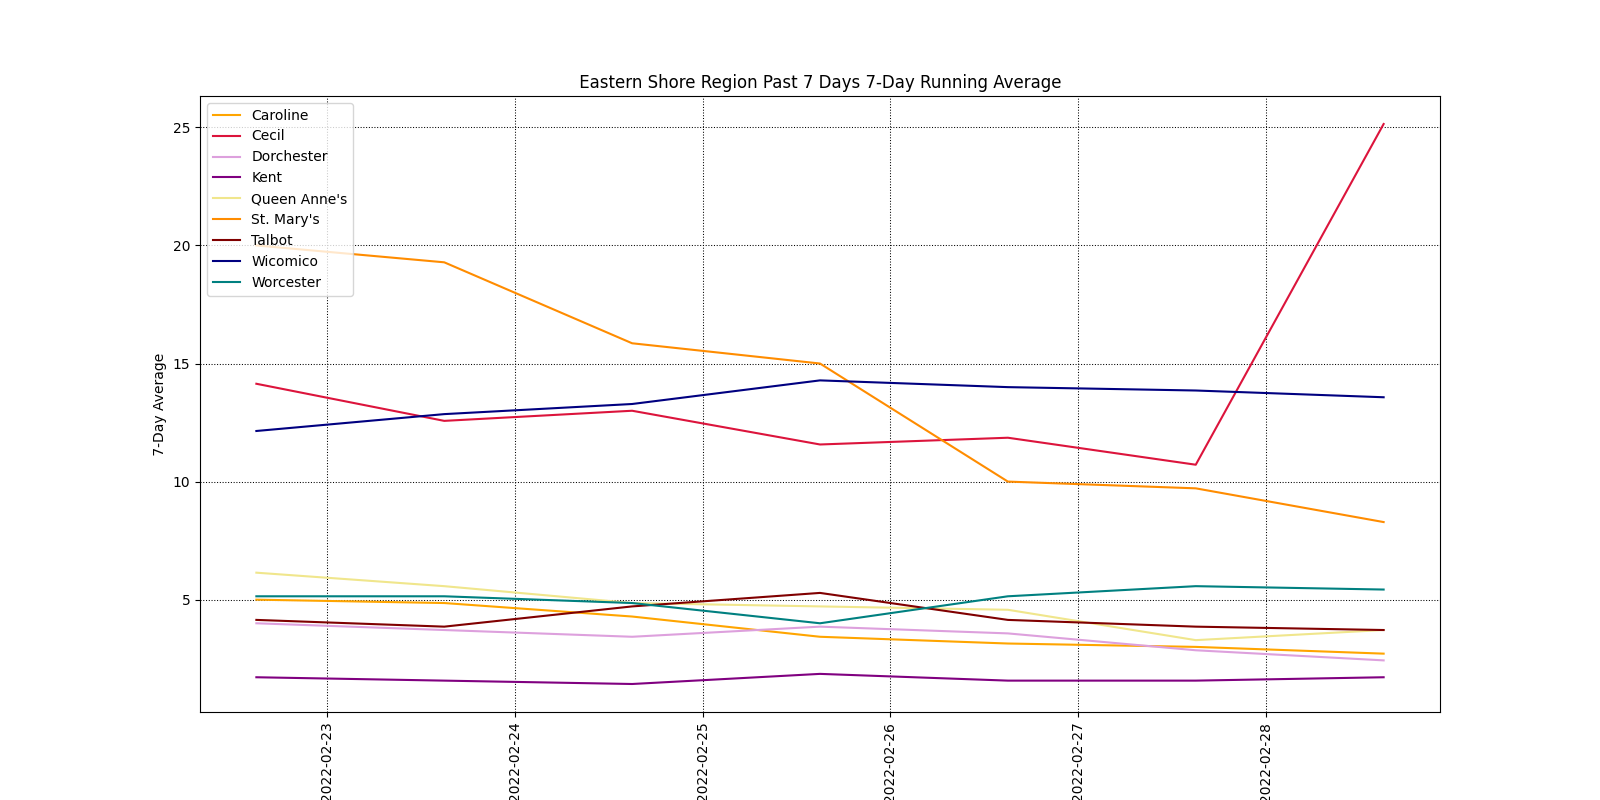 Eastern Shore Region Past 7 Days 7-Day Running Average
Caroline
Cecil
Dorchester
Kent
Queen Anne's
St. Mary's
Talbot
Wicomico
Worcester
7-Day Average
25
20
15
10
5
2022-02-23
2022-02-24
2022-02-25
2022-02-26
2022-02-27
2022-02-28